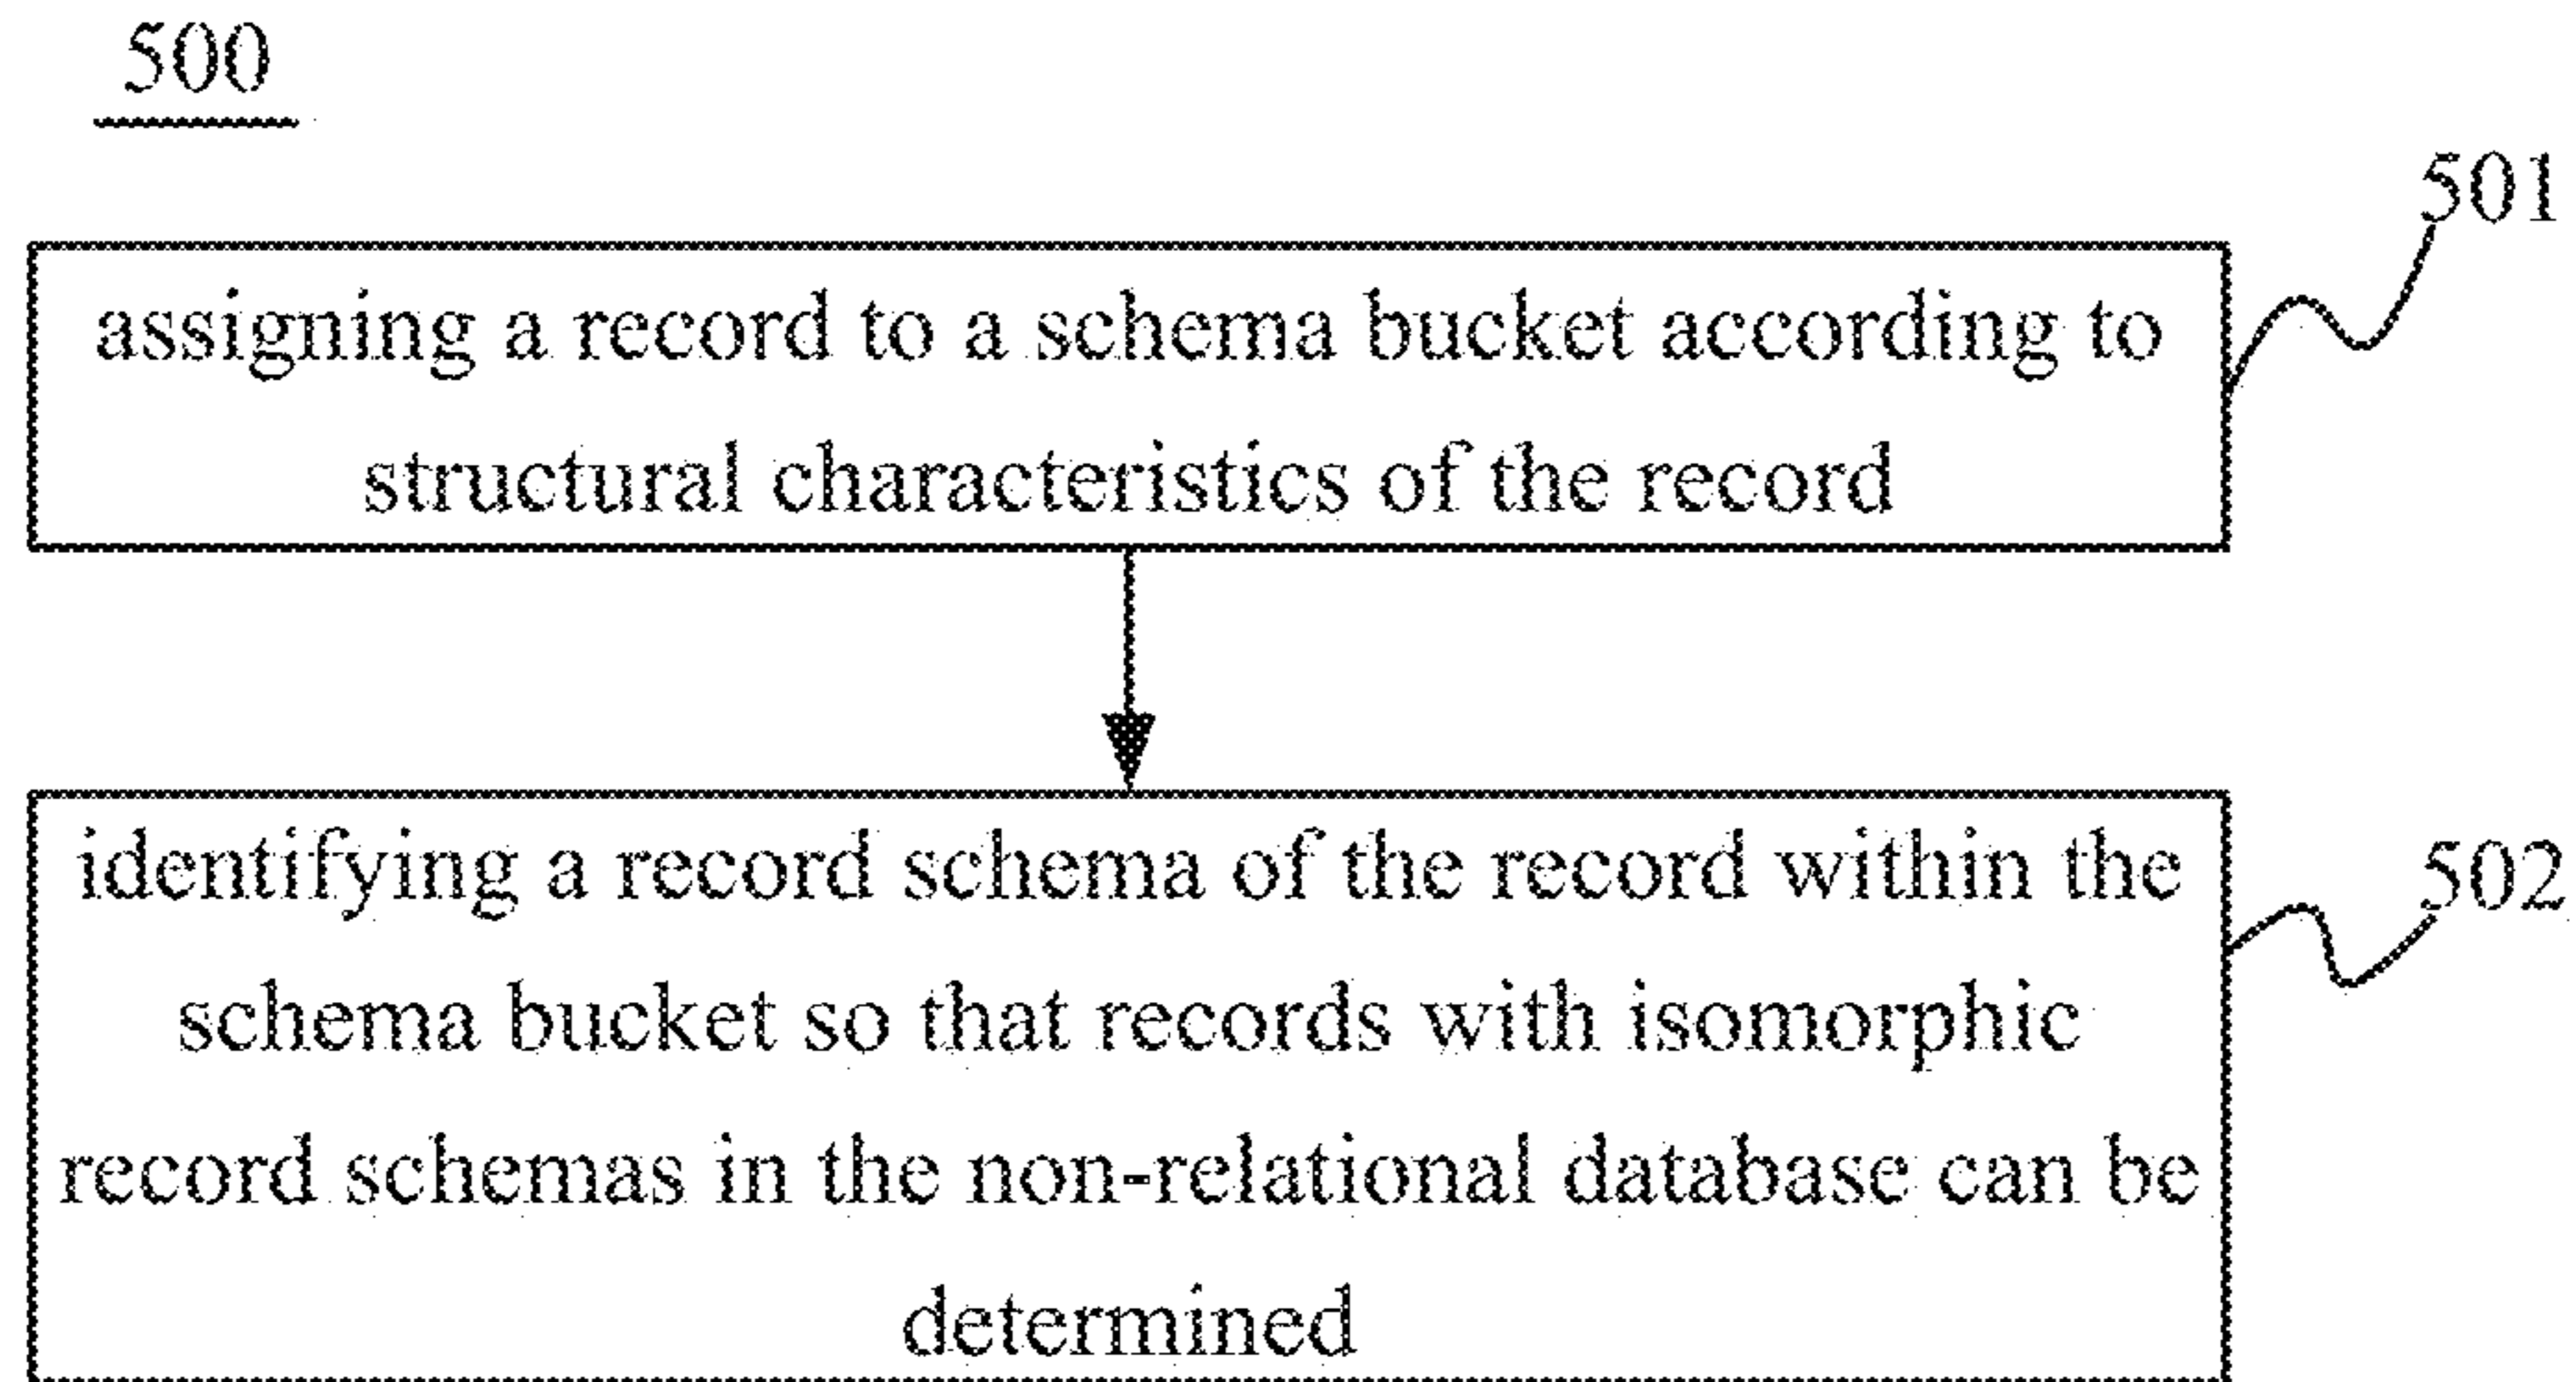 500
501
assigning a record to a schema bucket according to
structural characteristics of the record
identifying a record schema of the record within the
502
schema bucket so that records with isomorphic
record schemas in the non-relational database can be
determined